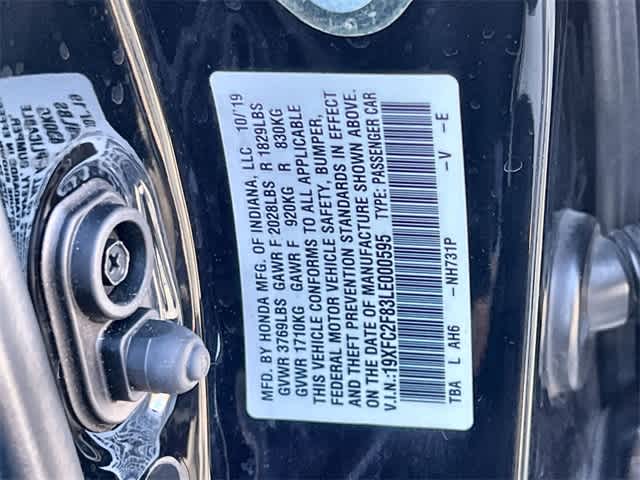 MFD. BY HONDA MFG. OF INDIANA, LLC 10/'19
GVWR 3769LBS GAWR F 2028LBS R 1829LBS
GVWR 1710KG GAWR F 920KG R 830KG
THIS VEHICLE CONFORMS TO ALL APPLICABLE
FEDERAL MOTOR VEHICLE SAFETY, BUMPER,
AND THEFT PREVENTION STANDARDS IN EFFECT
ON THE DATE OF MANUFACTURE SHOWN ABOVE.
V.I.N.:19XFC2F83LE000595 TYPE: PASSENGER CAR
TBA L AH6 -NH731P -V -E